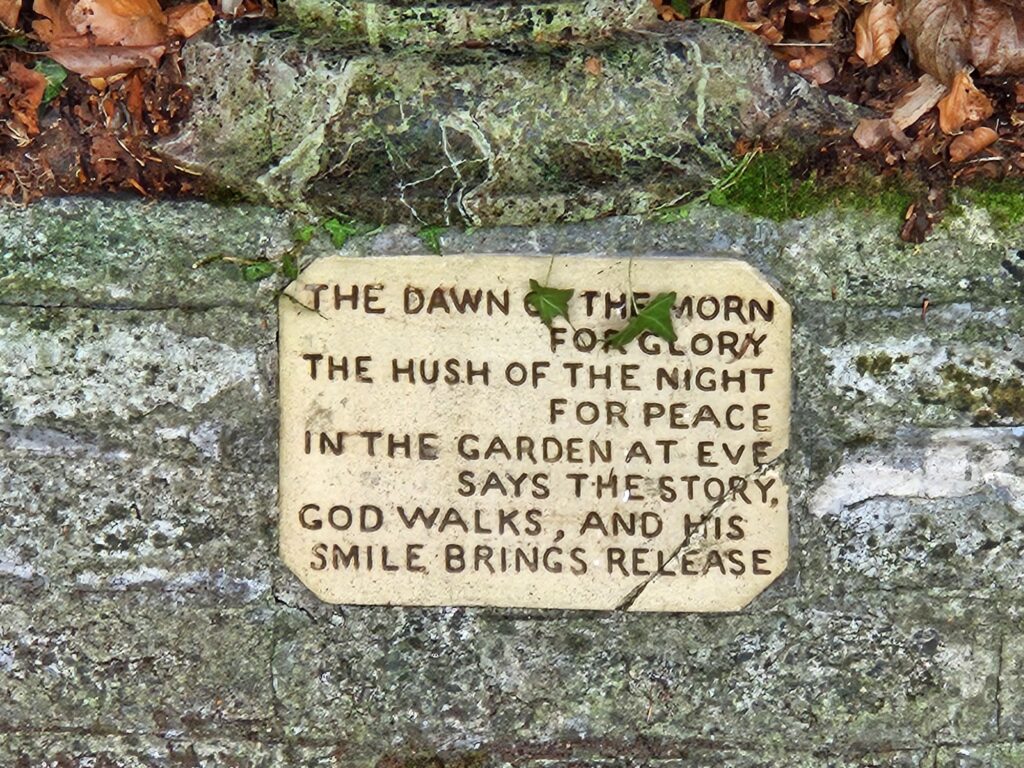 THE DAWN OF THE MORN
FOR GLORY
THE HUSH OF THE NIGHT
FOR PEACE
IN THE GARDEN AT EVE
SAYS THE STORY,
GOD WALKS, AND HIS
SMILE BRINGS RELEASE